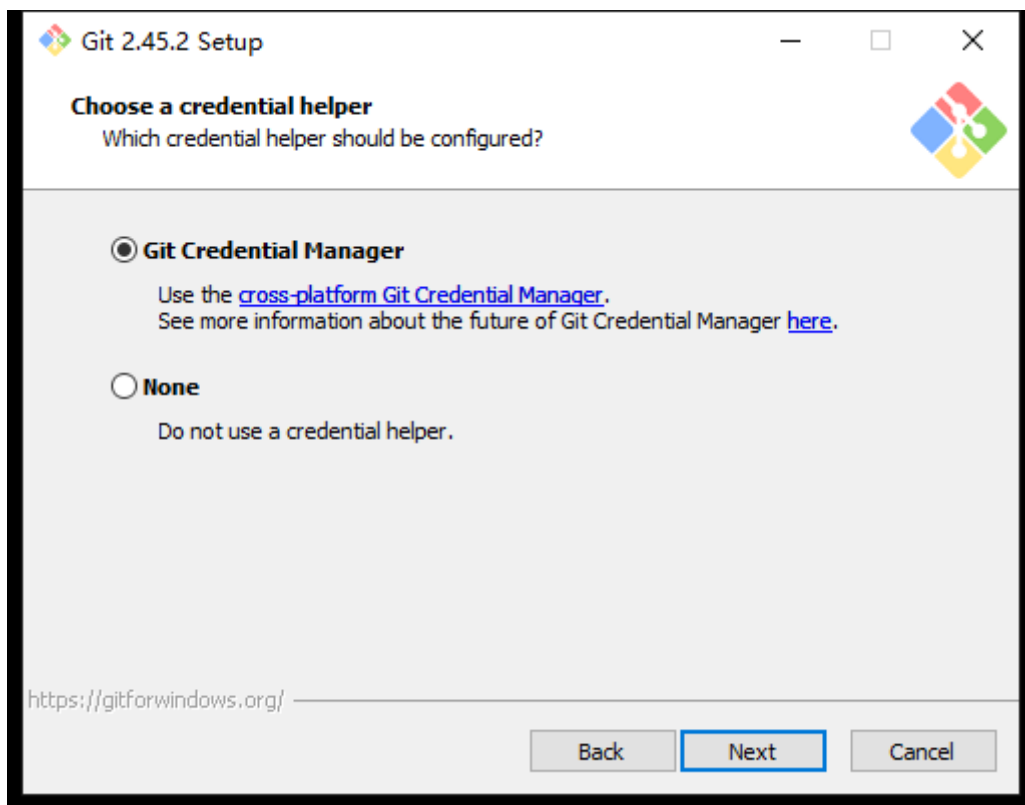 Git 2.45.2 Setup
Choose a credential helper
Which credential helper should be configured?
Git Credential Manager
Use the cross-platform Git Credential Manager.
See more information about the future of Git Credential Manager here.
None
Do not use a credential helper.
https://gitforwindows.org/
Back Next Cancel